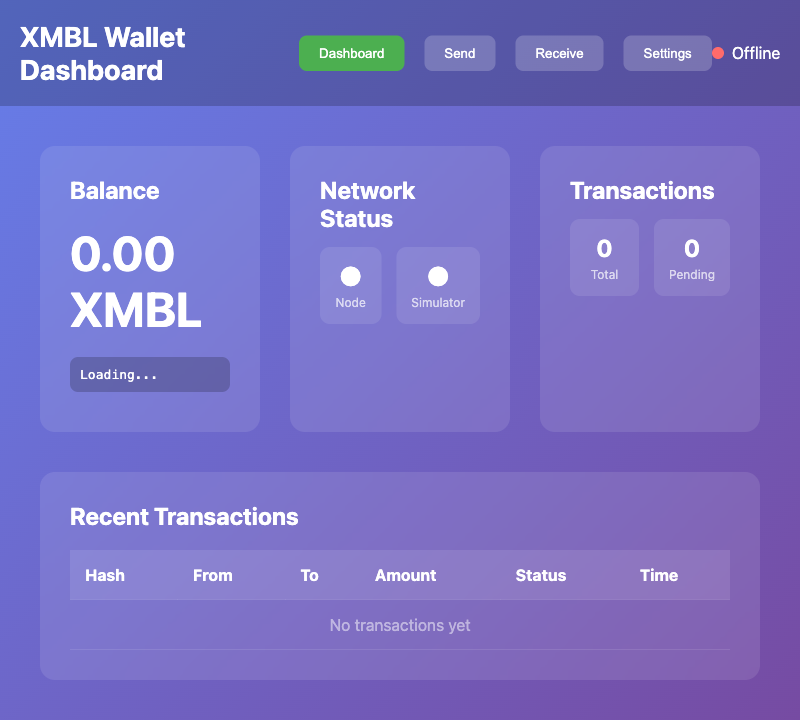 XMBL Wallet
Dashboard
Dashboard
Send
Receive
Settings
Offline
Balance
0.00
XMBL
Loading...
Network
Status
Node
Simulator
Transactions
0
Total
0
Pending
Recent Transactions
Hash From To Amount Status Time
No transactions yet